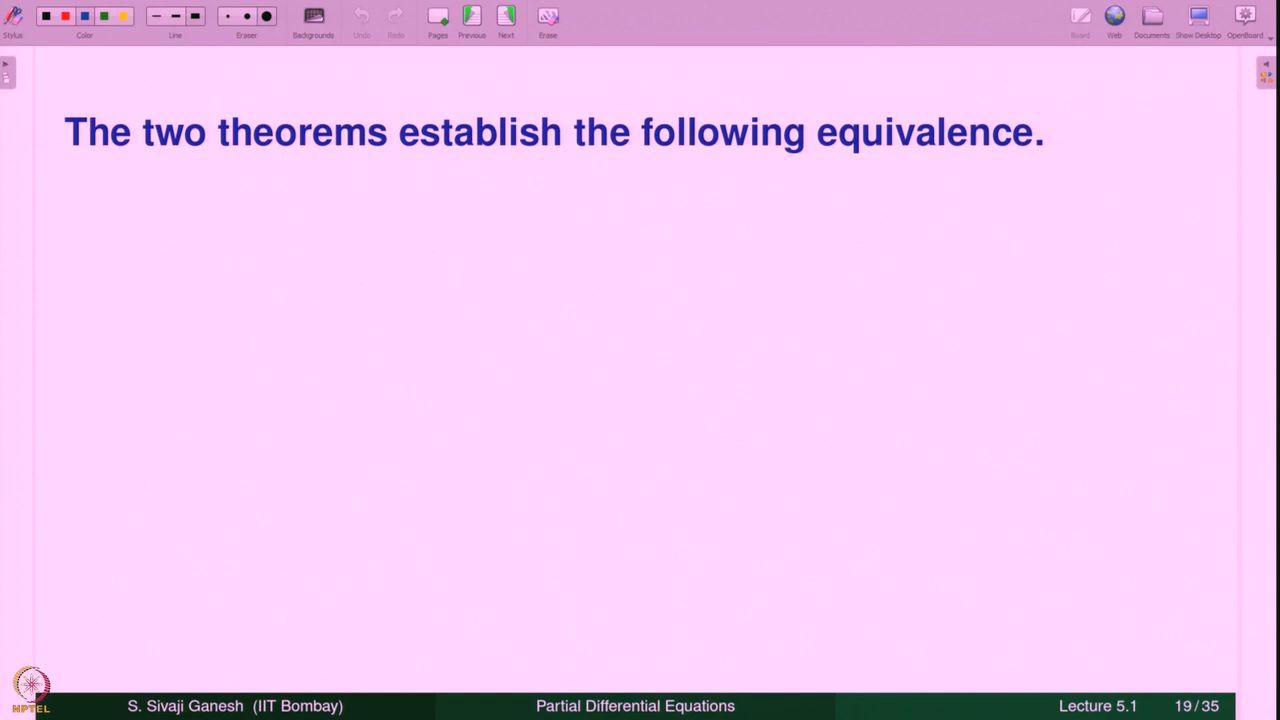 Stylus Color Line Eraser Backgrounds Undo Redo Pages Previous Next Erase Board Web Documents Show Desktop OpenBoard
The two theorems establish the following equivalence.
NPTEL S. Sivaji Ganesh (IIT Bombay) Partial Differential Equations Lecture 5.1 19/35